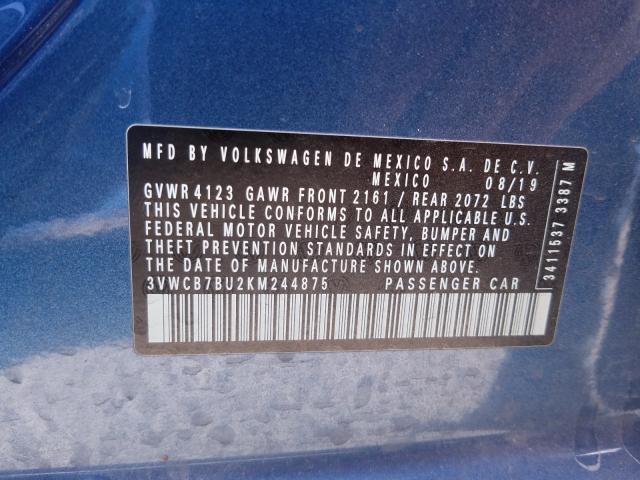 MFD BY VOLKSWAGEN DE MEXICO S.A. DE C.V.
MEXICO 08/19
GVWR 4123 GAWR FRONT 2161 / REAR 2072 LBS
THIS VEHICLE CONFORMS TO ALL APPLICABLE U.S.
FEDERAL MOTOR VEHICLE SAFETY, BUMPER AND
THEFT PREVENTION STANDARDS IN EFFECT ON
THE DATE OF MANUFACTURE SHOWN ABOVE.
3VWCB7BU2KM244875 PASSENGER CAR
3411537 3387 M